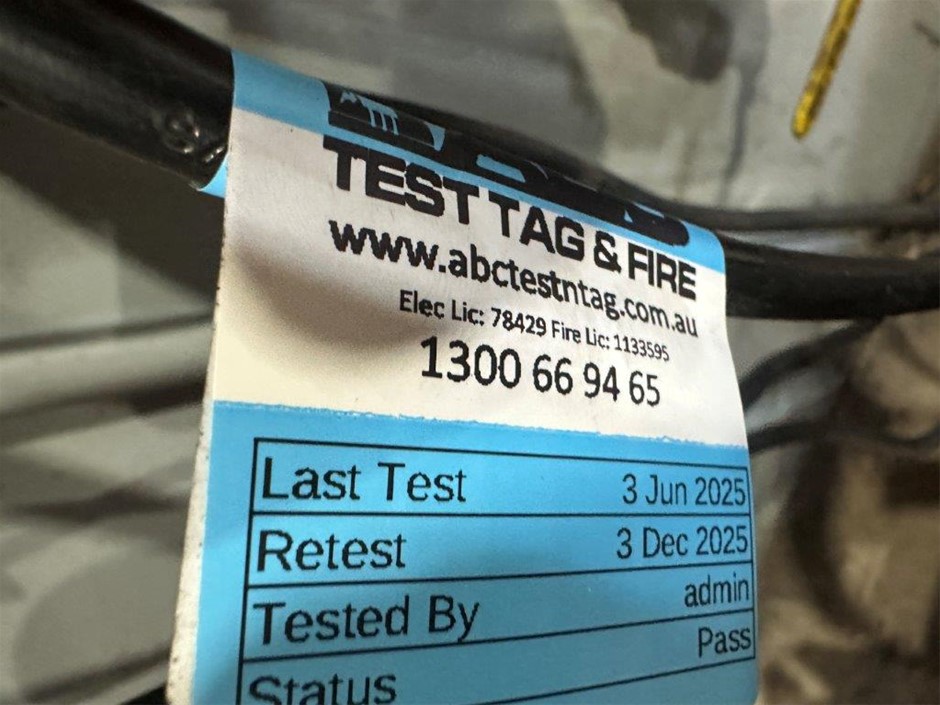 TEST TAG & FIRE
www.abctestntag.com.au
Elec Lic: 78429 Fire Lic: 1133595
1300 66 94 65
Last Test 3 Jun 2025
Retest 3 Dec 2025
Tested By admin
Status Pass